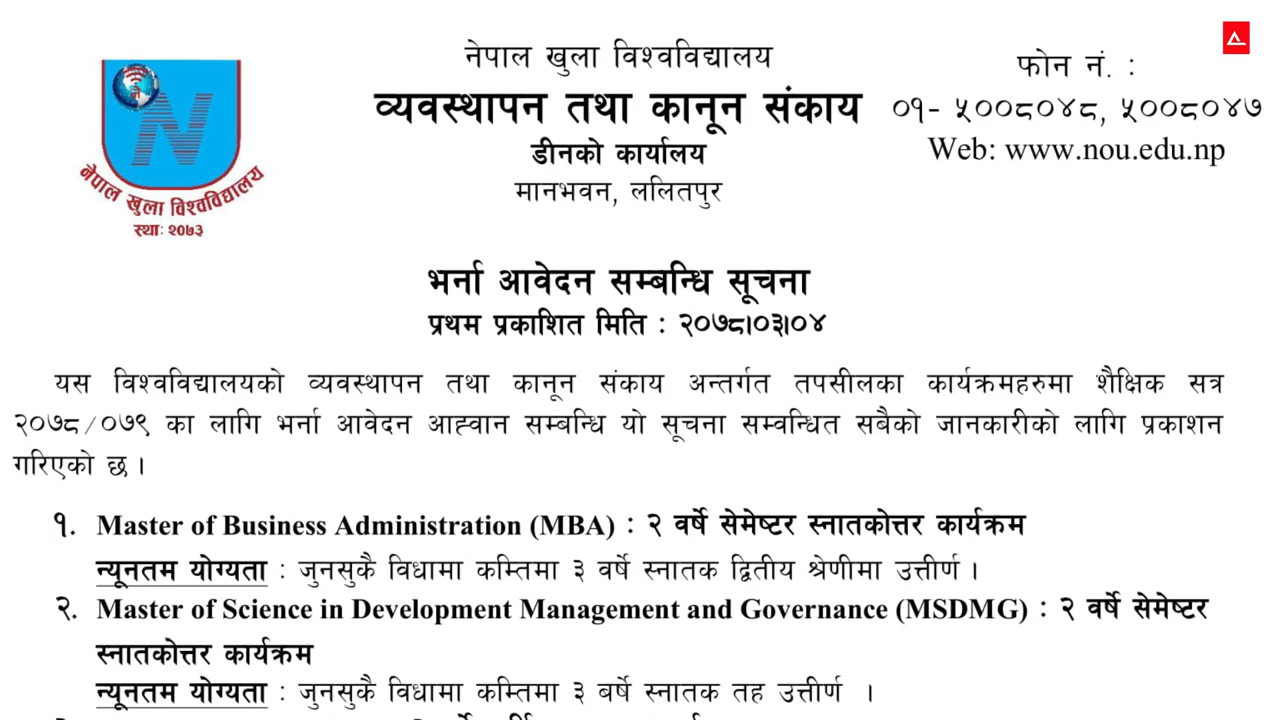 नेपाल खुला विश्वविद्यालय
व्यवस्थापन तथा कानून संकाय
डीनको कार्यालय
मानभवन, ललितपुर
फोन नं. :
०१- ५००८०४८, ५००८०४७
Web: www.nou.edu.np
नेपाल खुला विश्वविद्यालय
स्था: २०७३
भर्ना आवेदन सम्बन्धि सूचना
प्रथम प्रकाशित मिति : २०७८।०३।०४
यस विश्वविद्यालयको व्यवस्थापन तथा कानून संकाय अन्तर्गत तपसीलका कार्यक्रमहरुमा शैक्षिक सत्र
२०७८/०७९ का लागि भर्ना आवेदन आह्वान सम्बन्धि यो सूचना सम्वन्धित सबैको जानकारीको लागि प्रकाशन
गरिएको छ ।
१. Master of Business Administration (MBA) : २ वर्षे सेमेष्टर स्नातकोत्तर कार्यक्रम
न्यूनतम योग्यता : जुनसुकै विधामा कम्तिमा ३ वर्षे स्नातक द्वितीय श्रेणीमा उत्तीर्ण ।
२. Master of Science in Development Management and Governance (MSDMG) : २ वर्षे सेमेष्टर
स्नातकोत्तर कार्यक्रम
न्यूनतम योग्यता : जुनसुकै विधामा कम्तिमा ३ बर्षे स्नातक तह उत्तीर्ण ।